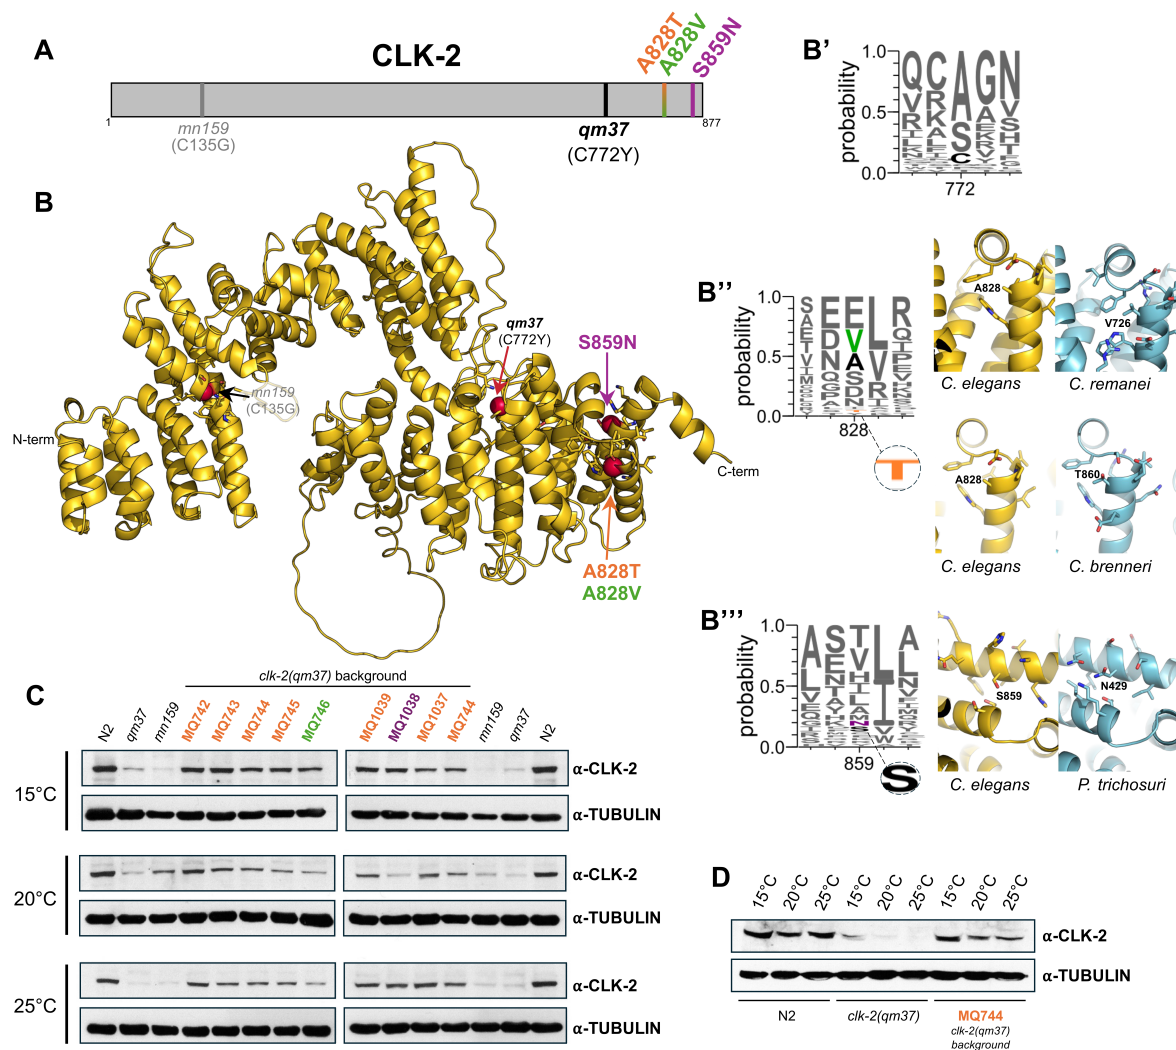 A
CLK-2
A828T
A828V
S859N
1
877
mn159
(C135G)
qm37
(C772Y)
B'
probability
1.0
0.5
0.0
QCAGN
772
B
N-term
mn159
(C135G)
qm37
(C772Y)
S859N
C-term
A828T
A828V
B''
probability
1.0
0.5
0.0
SEELR
828
T
A828
C. elegans
V726
C. remanei
A828
C. elegans
T860
C. brenneri
B'''
probability
1.0
0.5
0.0
ASTLA
859
S
S859
C. elegans
N429
P. trichosuri
C
clk-2(qm37) background
N2 qm37 mn159 MQ742 MQ743 MQ744 MQ745 MQ746
MQ1039 MQ1038 MQ1037 MQ744 mn159 qm37 N2
15°C
α-CLK-2
α-TUBULIN
20°C
α-CLK-2
α-TUBULIN
25°C
α-CLK-2
α-TUBULIN
D
15°C 20°C 25°C 15°C 20°C 25°C 15°C 20°C 25°C
α-CLK-2
α-TUBULIN
N2
clk-2(qm37)
MQ744
clk-2(qm37)
background